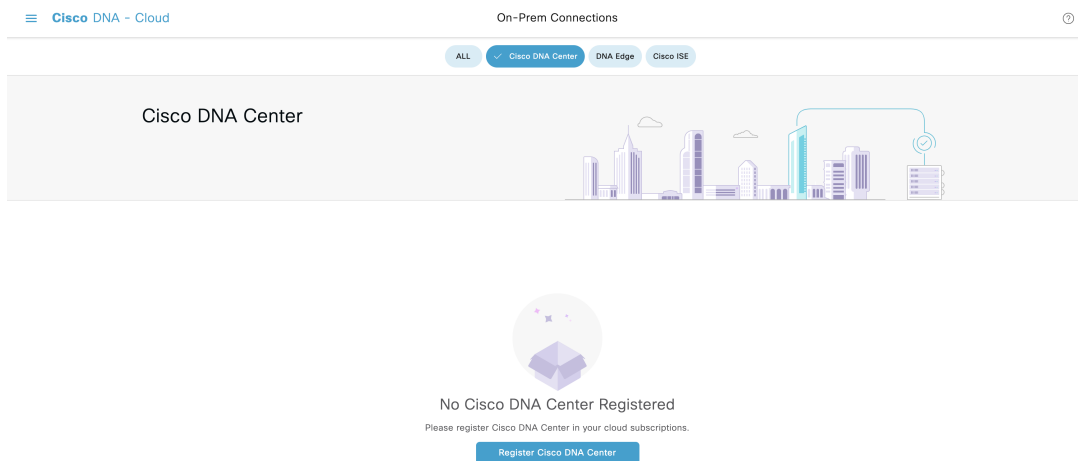 Cisco DNA - Cloud
On-Prem Connections
ALL
Cisco DNA Center
DNA Edge
Cisco ISE
Cisco DNA Center
No Cisco DNA Center Registered
Please register Cisco DNA Center in your cloud subscriptions.
Register Cisco DNA Center